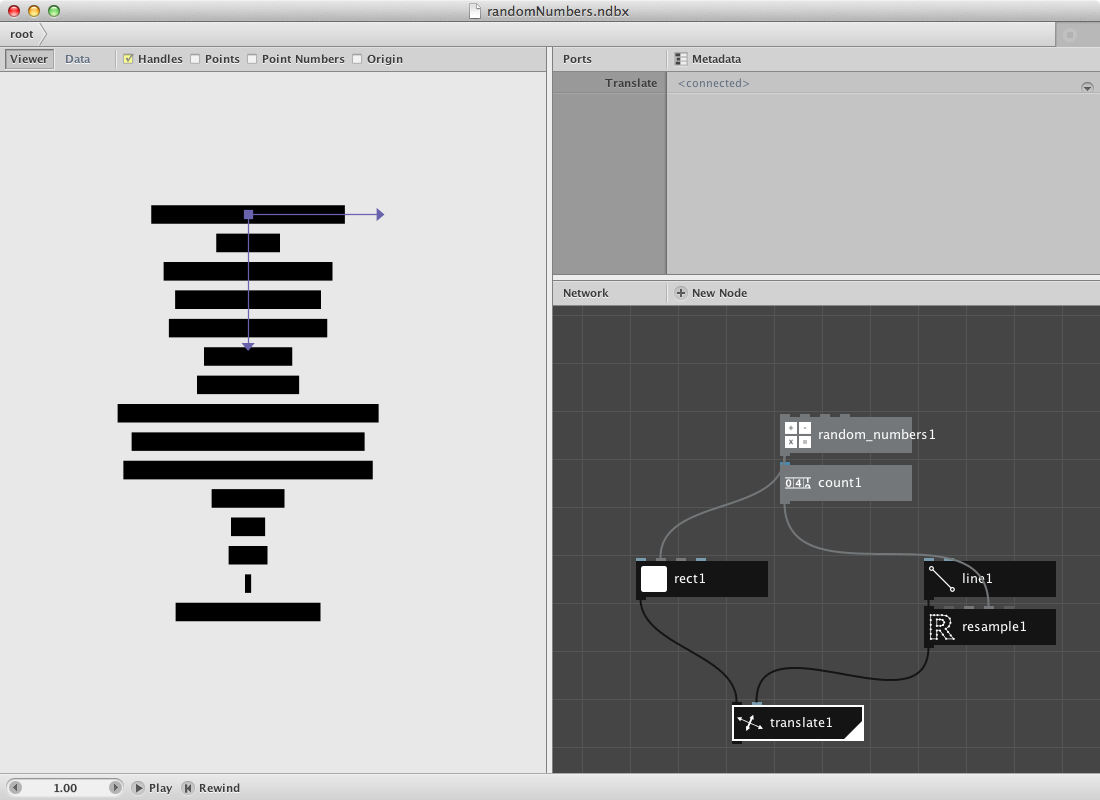 randomNumbers.ndbx
root
Viewer Data Handles Points Point Numbers Origin
Ports Metadata
Translate <connected>
Network New Node
random_numbers1
count1
rect1
line1
resample1
translate1
1.00 Play Rewind